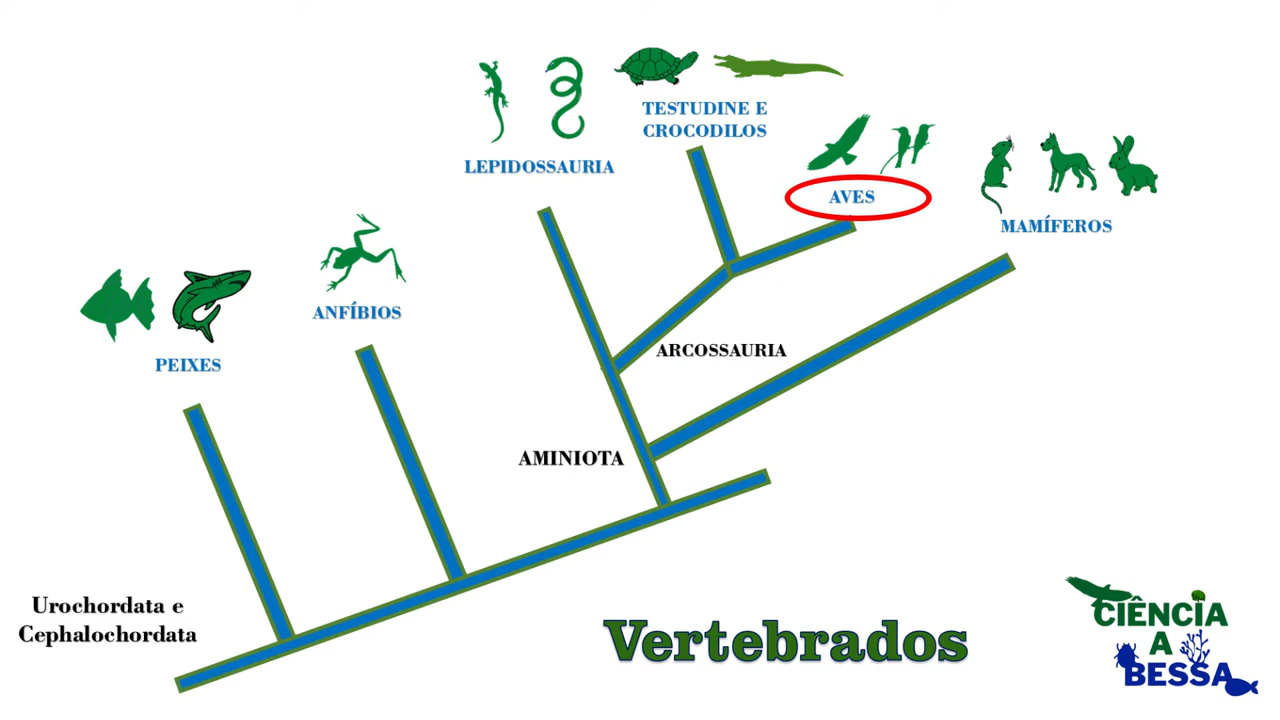 TESTUDINE E
CROCODILOS
LEPIDOSSAURIA
AVES
MAMÍFEROS
ANFÍBIOS
PEIXES
ARCOSSAURIA
AMINIOTA
Urochordata e
Cephalochordata
Vertebrados
CIÊNCIA
A
BESSA